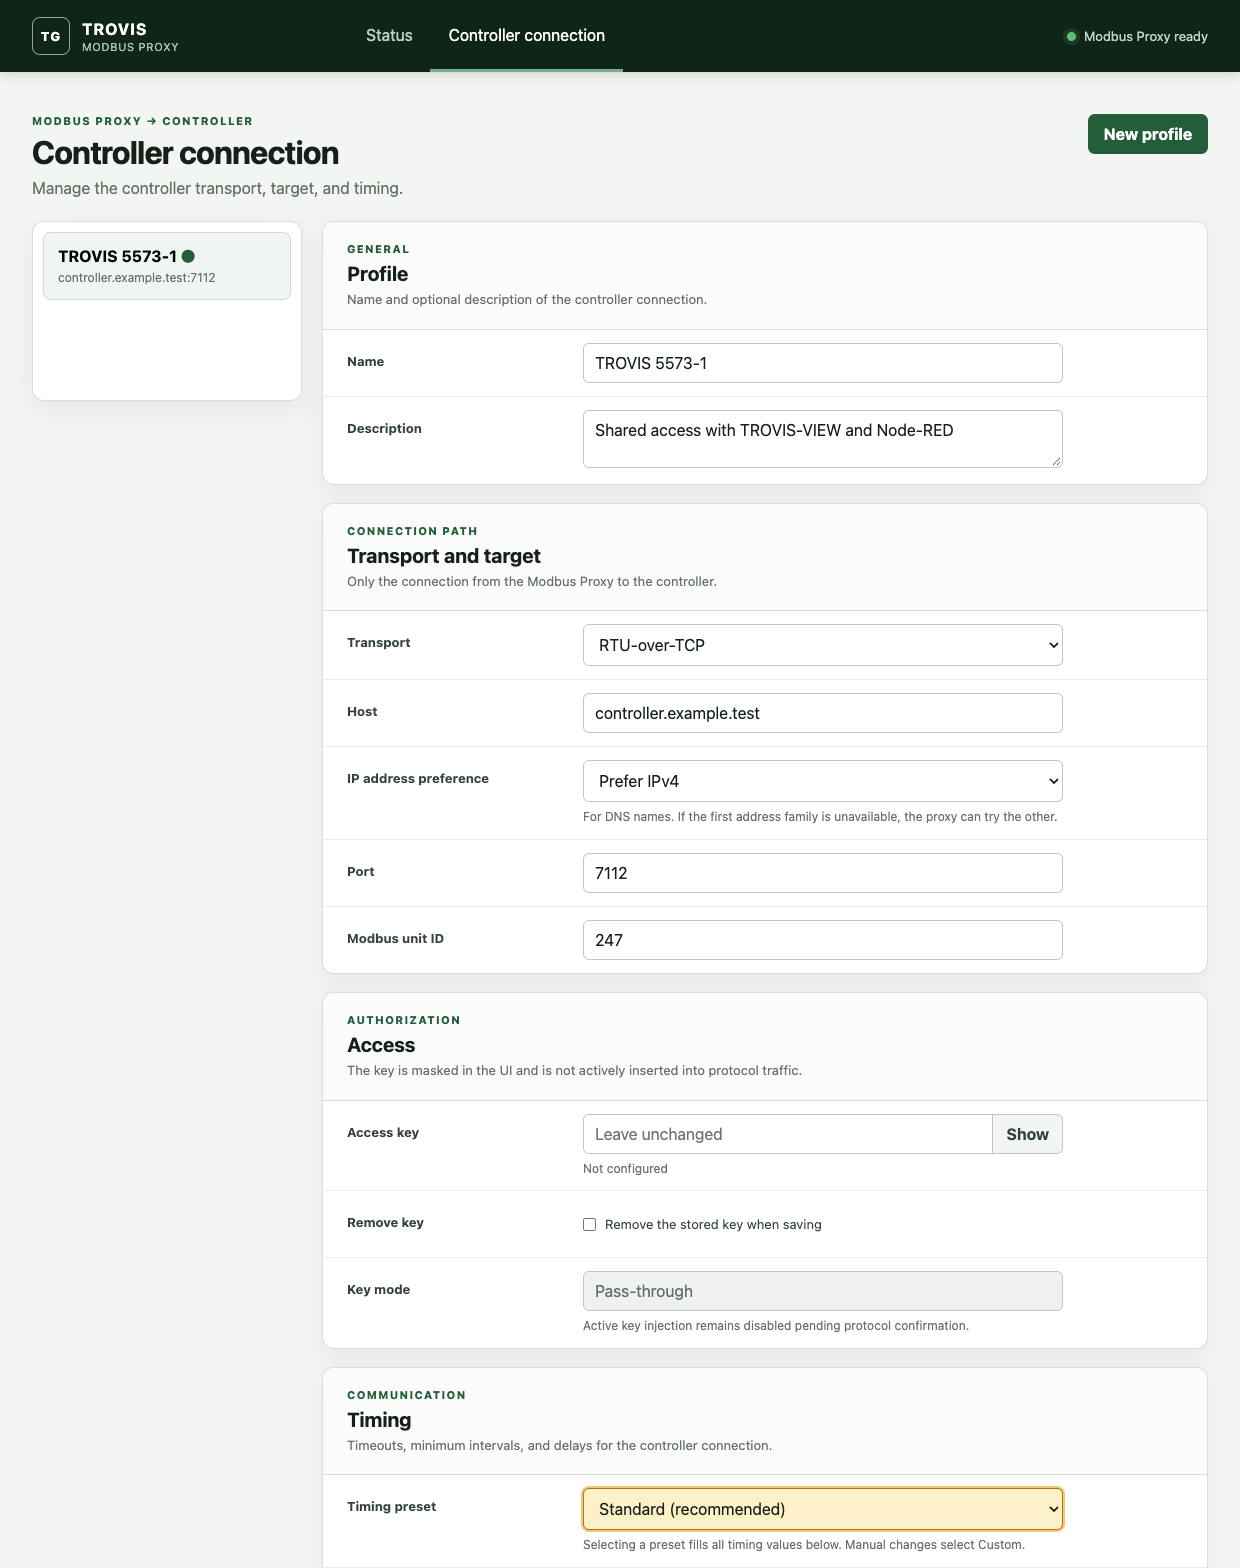 TG
TROVIS
MODBUS PROXY
Status
Controller connection
Modbus Proxy ready
MODBUS PROXY → CONTROLLER
Controller connection
Manage the controller transport, target, and timing.
New profile
TROVIS 5573-1
controller.example.test:7112
GENERAL
Profile
Name and optional description of the controller connection.
Name
TROVIS 5573-1
Description
Shared access with TROVIS-VIEW and Node-RED
CONNECTION PATH
Transport and target
Only the connection from the Modbus Proxy to the controller.
Transport
RTU-over-TCP
Host
controller.example.test
IP address preference
Prefer IPv4
For DNS names. If the first address family is unavailable, the proxy can try the other.
Port
7112
Modbus unit ID
247
AUTHORIZATION
Access
The key is masked in the UI and is not actively inserted into protocol traffic.
Access key
Leave unchanged
Show
Not configured
Remove key
Remove the stored key when saving
Key mode
Pass-through
Active key injection remains disabled pending protocol confirmation.
COMMUNICATION
Timing
Timeouts, minimum intervals, and delays for the controller connection.
Timing preset
Standard (recommended)
Selecting a preset fills all timing values below. Manual changes select Custom.